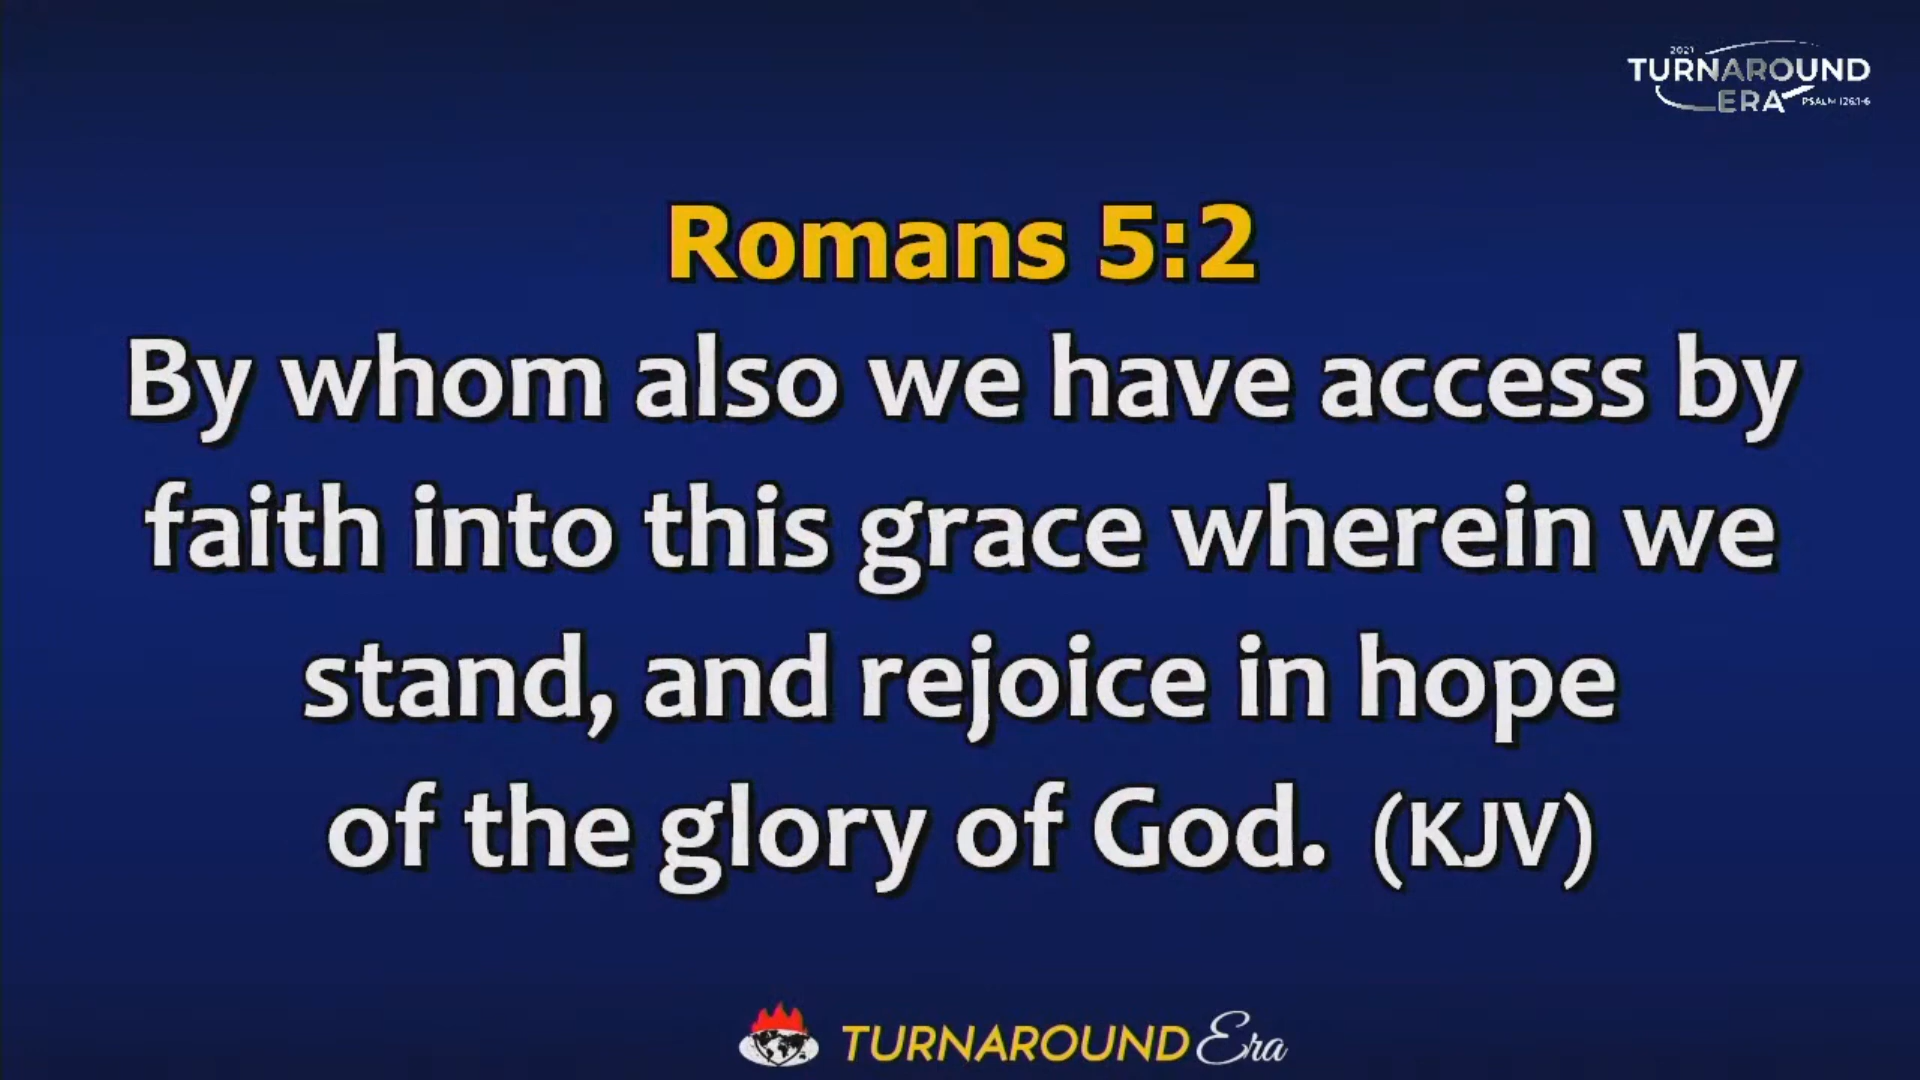 2021
TURNAROUND
ERA PSALM 126:1-6
Romans 5:2
By whom also we have access by
faith into this grace wherein we
stand, and rejoice in hope
of the glory of God. (KJV)
TURNAROUND Era